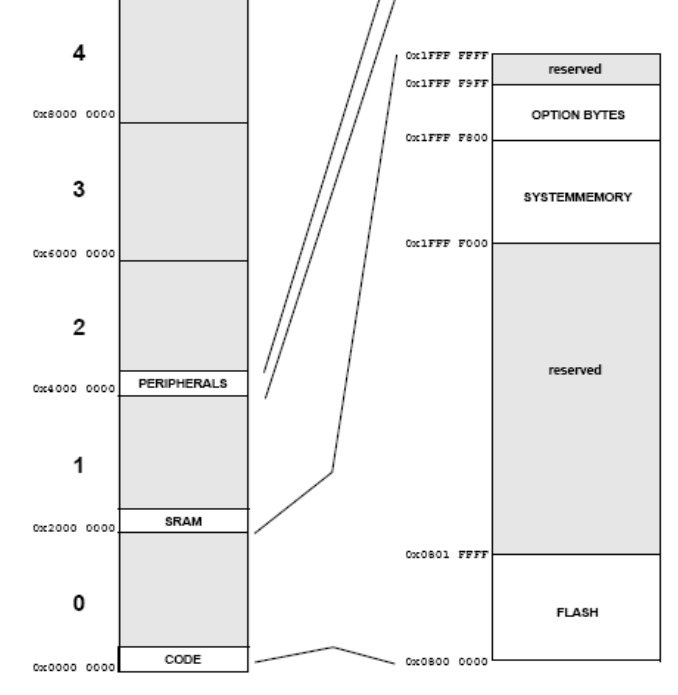 4
0x8000 0000
3
0x6000 0000
2
PERIPHERALS
0x4000 0000
1
SRAM
0x2000 0000
0
CODE
0x0000 0000
0x1FFF FFFF
reserved
0x1FFF F9FF
OPTION BYTES
0x1FFF F800
SYSTEMMEMORY
0x1FFF F000
reserved
0x0801 FFFF
FLASH
0x0800 0000